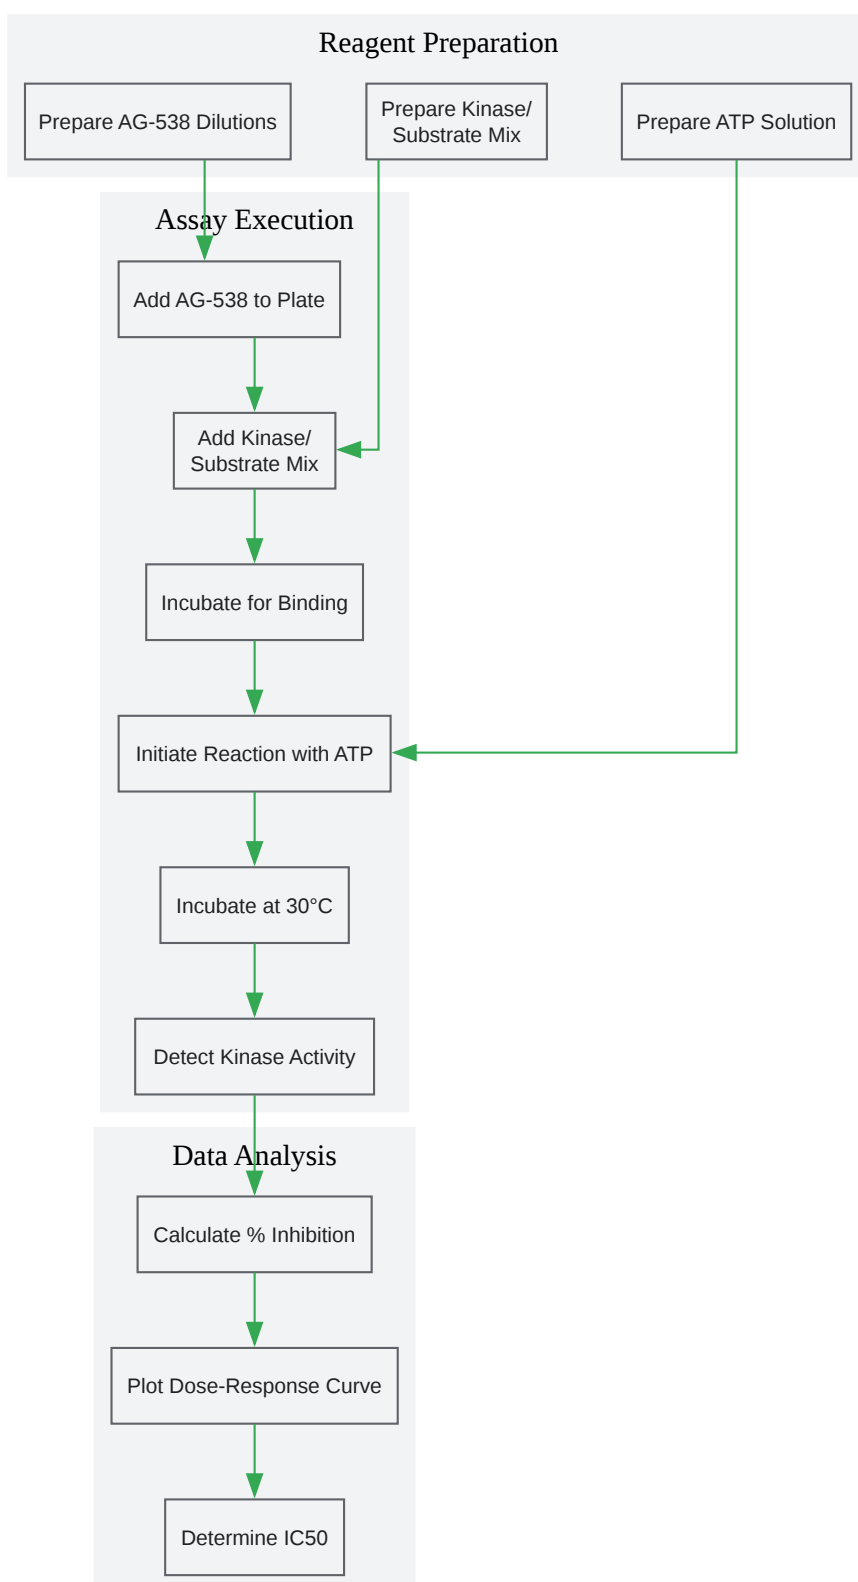 Reagent Preparation
Prepare AG-538 Dilutions
Prepare Kinase/
Substrate Mix
Prepare ATP Solution
Assay Execution
Add AG-538 to Plate
Add Kinase/
Substrate Mix
Incubate for Binding
Initiate Reaction with ATP
Incubate at 30°C
Detect Kinase Activity
Data Analysis
Calculate % Inhibition
Plot Dose-Response Curve
Determine IC50